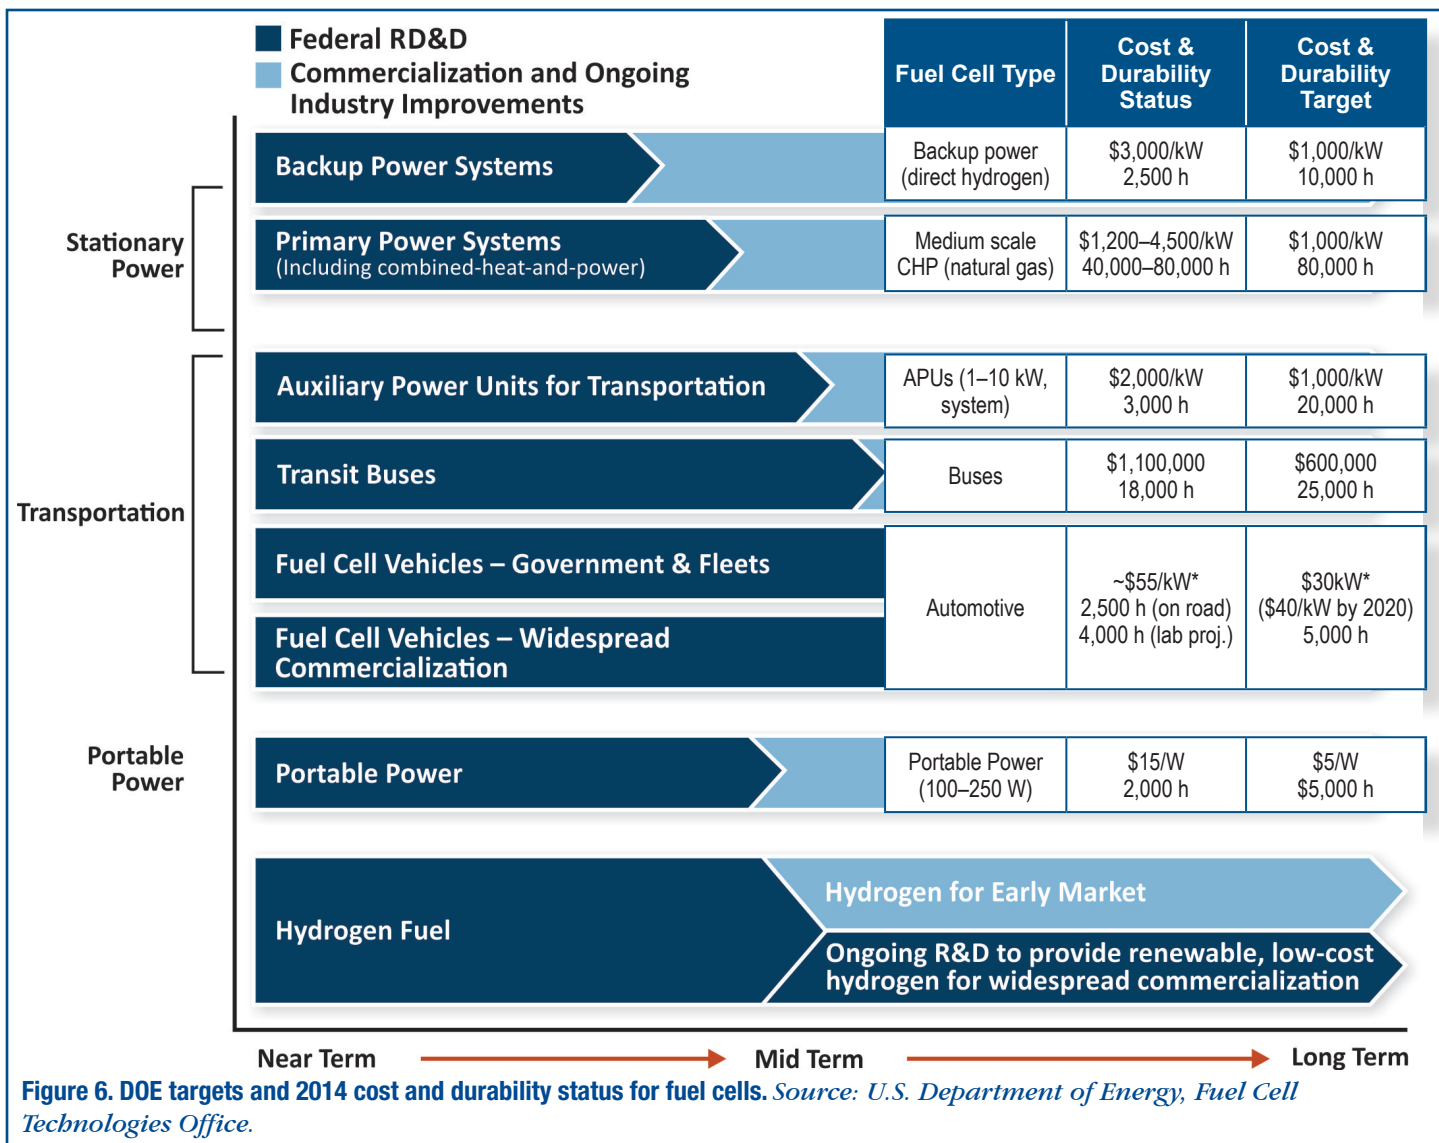 Federal RD&D
Commercialization and Ongoing
Industry Improvements
Fuel Cell Type
Cost &
Durability
Status
Cost &
Durability
Target
Stationary
Power
Backup Power Systems
Backup power
(direct hydrogen)
$3,000/kW
2,500 h
$1,000/kW
10,000 h
Primary Power Systems
(Including combined-heat-and-power)
Medium scale
CHP (natural gas)
$1,200–4,500/kW
40,000–80,000 h
$1,000/kW
80,000 h
Transportation
Auxiliary Power Units for Transportation
APUs (1–10 kW,
system)
$2,000/kW
3,000 h
$1,000/kW
20,000 h
Transit Buses
Buses
$1,100,000
18,000 h
$600,000
25,000 h
Fuel Cell Vehicles – Government & Fleets
Fuel Cell Vehicles – Widespread
Commercialization
Automotive
~$55/kW*
2,500 h (on road)
4,000 h (lab proj.)
$30kW*
($40/kW by 2020)
5,000 h
Portable
Power
Portable Power
Portable Power
(100–250 W)
$15/W
2,000 h
$5/W
$5,000 h
Hydrogen Fuel
Hydrogen for Early Market
Ongoing R&D to provide renewable, low-cost
hydrogen for widespread commercialization
Near Term
Mid Term
Long Term
Figure 6. DOE targets and 2014 cost and durability status for fuel cells. Source: U.S. Department of Energy, Fuel Cell
Technologies Office.